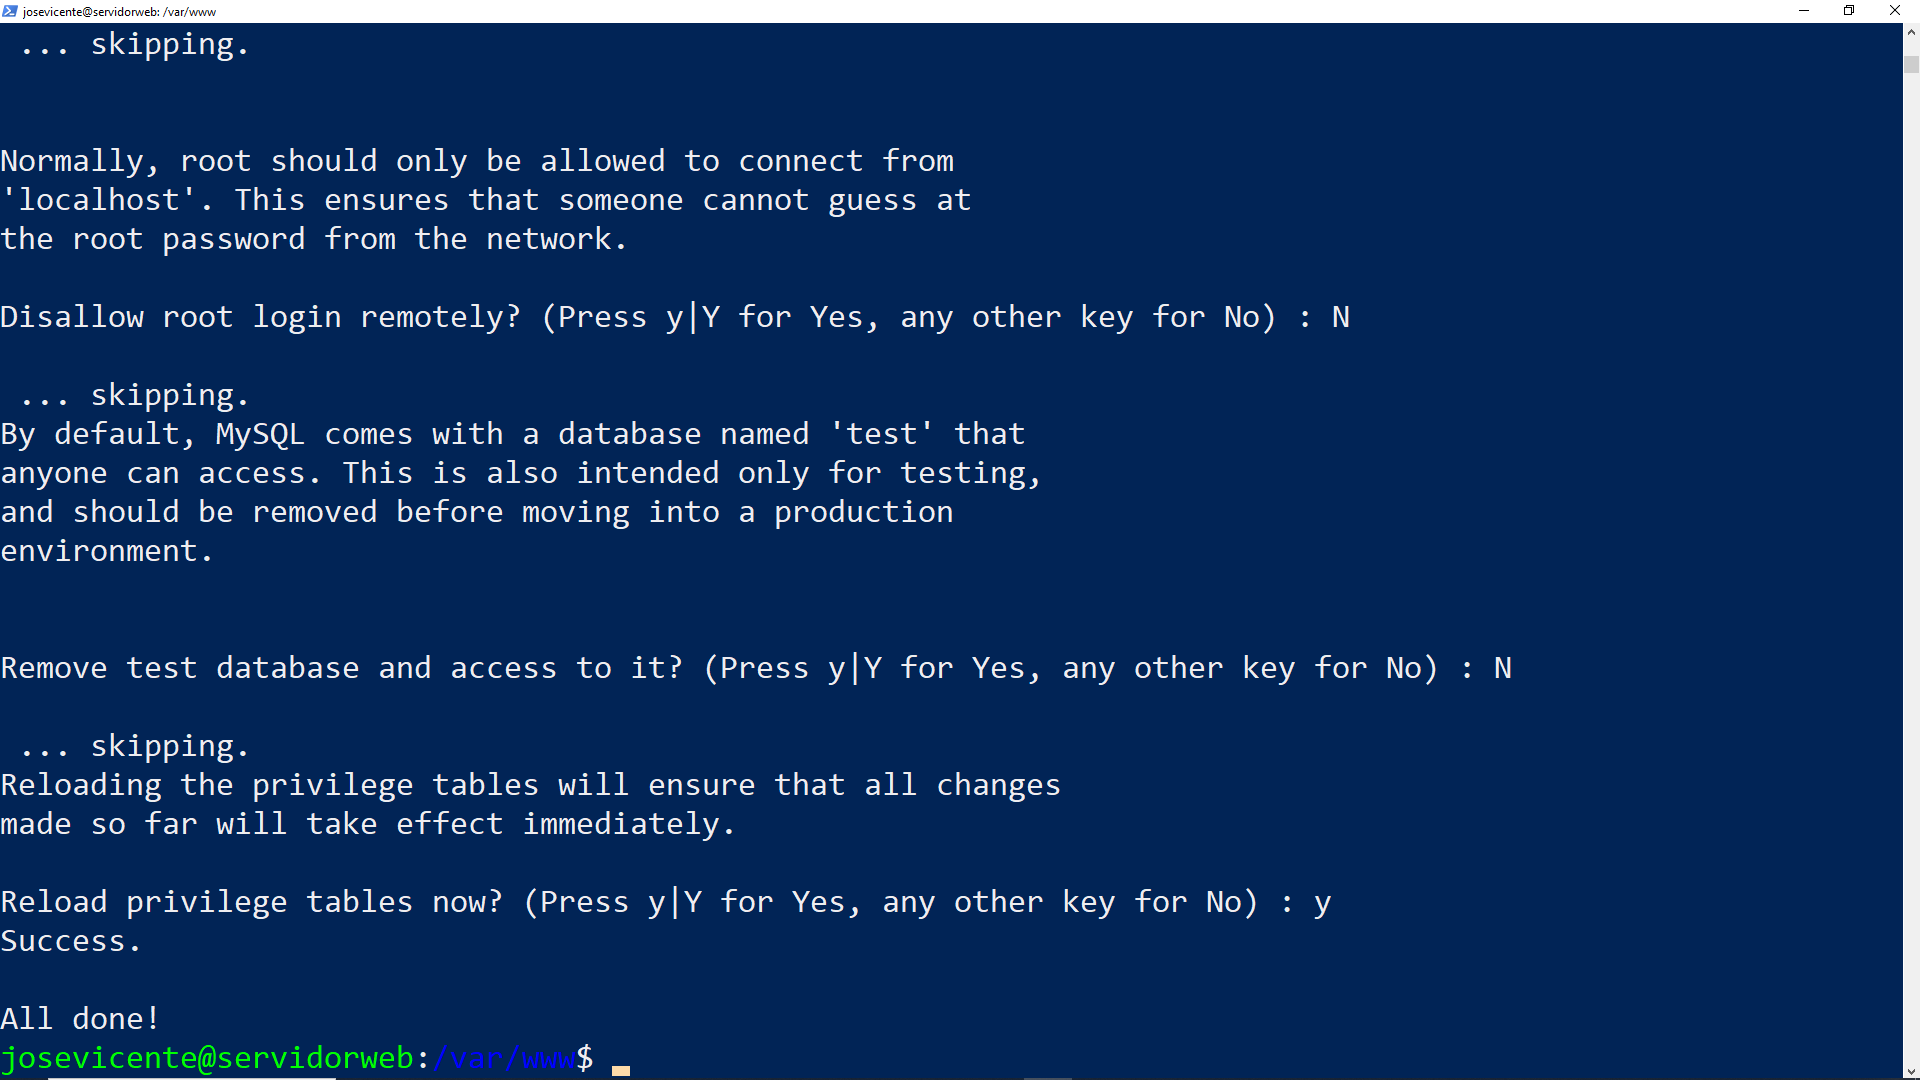 josevicente@servidorweb: /var/www
... skipping.
Normally, root should only be allowed to connect from
'localhost'. This ensures that someone cannot guess at
the root password from the network.
Disallow root login remotely? (Press y|Y for Yes, any other key for No) : N
... skipping.
By default, MySQL comes with a database named 'test' that
anyone can access. This is also intended only for testing,
and should be removed before moving into a production
environment.
Remove test database and access to it? (Press y|Y for Yes, any other key for No) : N
... skipping.
Reloading the privilege tables will ensure that all changes
made so far will take effect immediately.
Reload privilege tables now? (Press y|Y for Yes, any other key for No) : y
Success.
All done!
josevicente@servidorweb:/var/www$